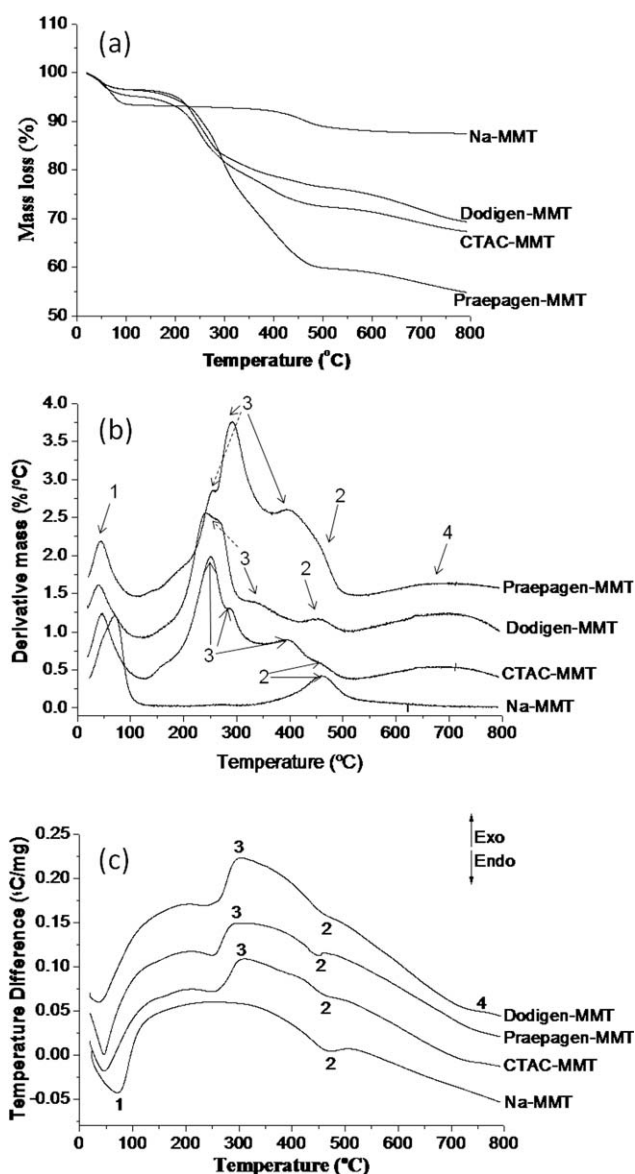 (a)
110
100
90
80
70
60
50
Mass loss (%)
Na-MMT
Dodigen-MMT
CTAC-MMT
Praepagen-MMT
0 100 200 300 400 500 600 700 800
Temperature (°C)
(b)
4.0
3.5
3.0
2.5
2.0
1.5
1.0
0.5
0.0
Derivative mass (%/°C)
3
1
2
4
3
2
3
2
Praepagen-MMT
Dodigen-MMT
CTAC-MMT
Na-MMT
0 100 200 300 400 500 600 700 800
Temperature (ºC)
(c)
0.25
0.20
0.15
0.10
0.05
0.00
-0.05
Temperature Difference (°C/mg)
Exo
Endo
3
2
3
2
3
2
4
1
2
Dodigen-MMT
Praepagen-MMT
CTAC-MMT
Na-MMT
0 100 200 300 400 500 600 700 800
Temperature (°C)